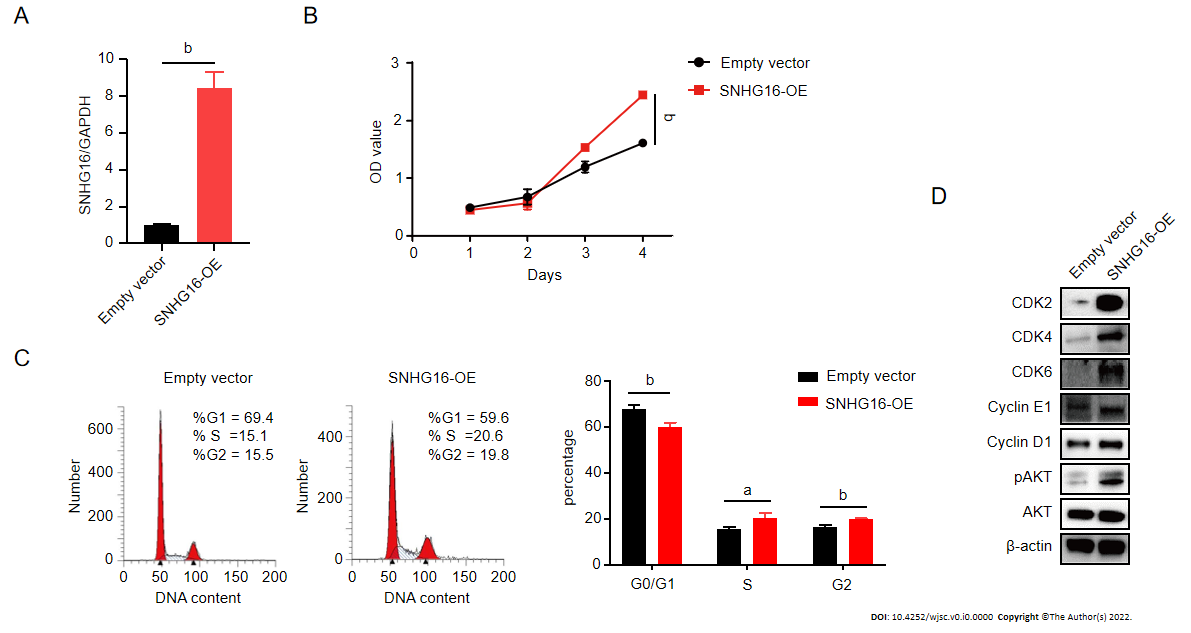 A
b
10
8
6
4
2
0
SNHG16/GAPDH
Empty vector
SNHG16-OE
B
3
2
1
0
OD value
0 1 2 3 4
Days
b
Empty vector
SNHG16-OE
C
Empty vector
%G1 = 69.4
% S =15.1
%G2 = 15.5
600
400
200
0
Number
0 50 100 150 200
DNA content
SNHG16-OE
%G1 = 59.6
% S =20.6
%G2 = 19.8
400
200
0
Number
0 50 100 150 200
DNA content
80
60
40
20
0
percentage
b
a
b
G0/G1 S G2
Empty vector
SNHG16-OE
D
Empty vector
SNHG16-OE
CDK2
CDK4
CDK6
Cyclin E1
Cyclin D1
pAKT
AKT
β-actin
DOI: 10.4252/wjsc.v0.i0.0000 Copyright ©The Author(s) 2022.